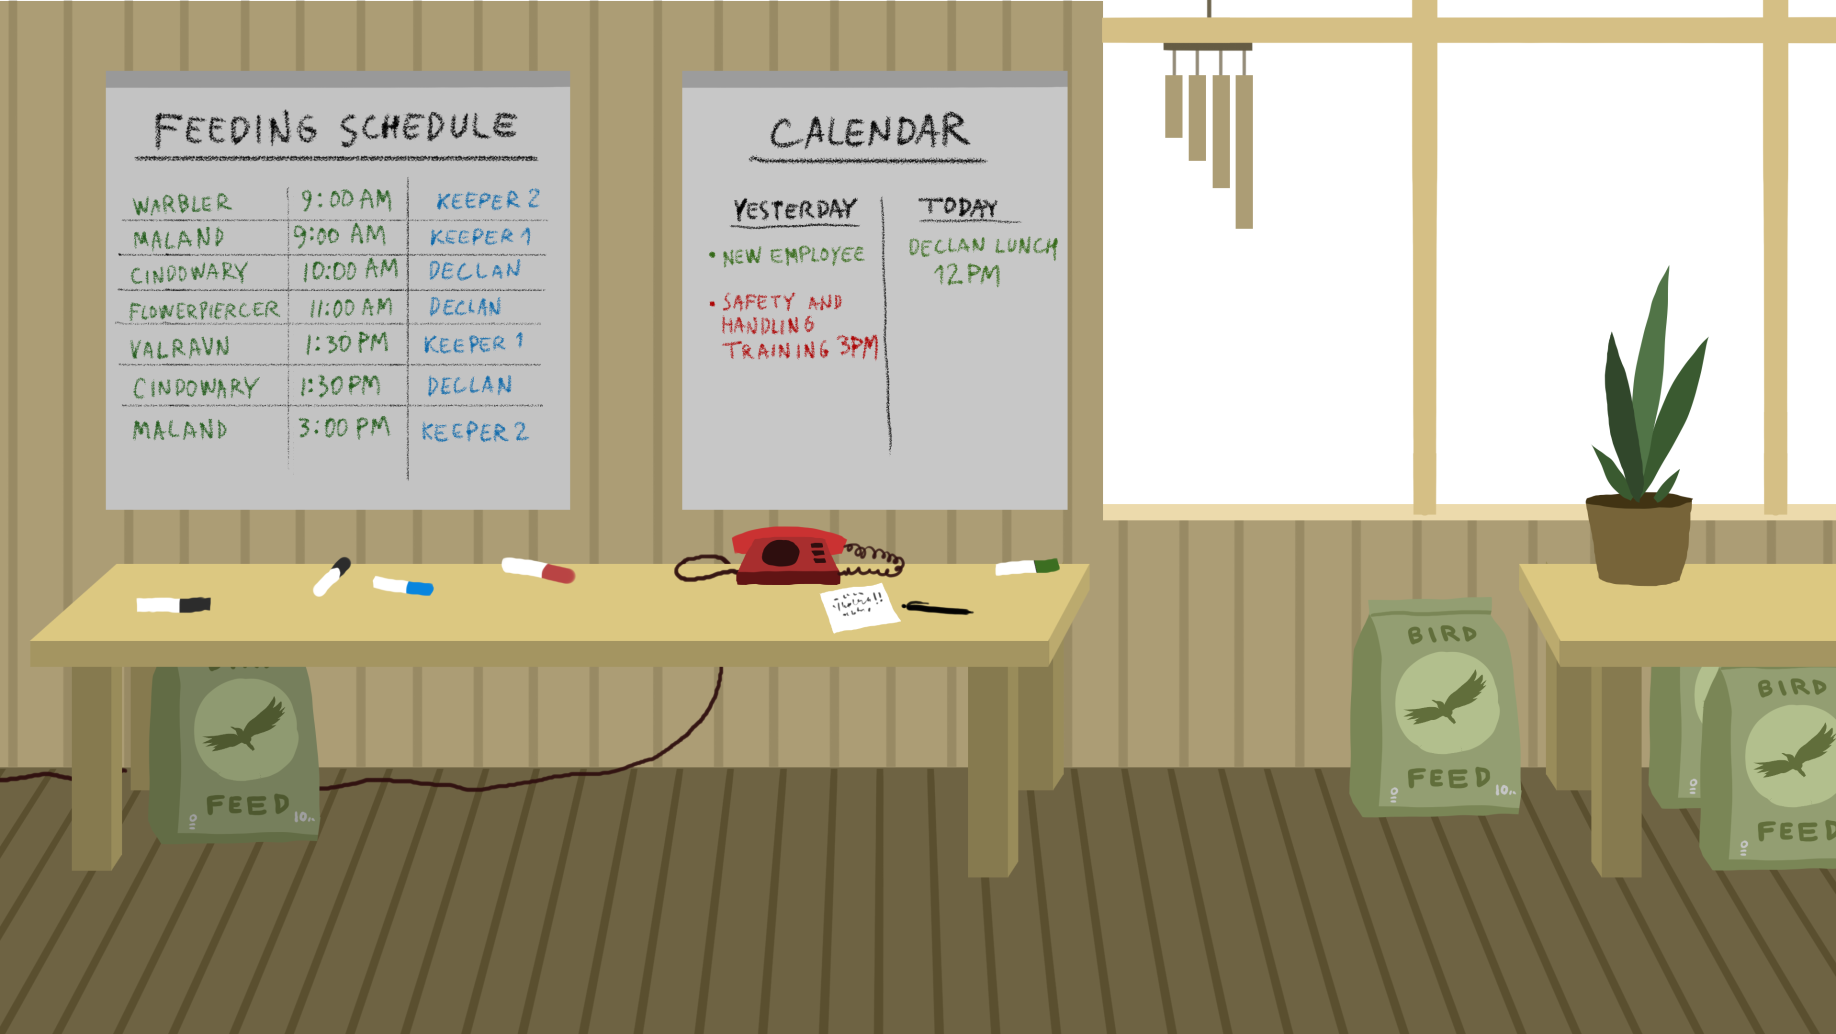 FEEDING SCHEDULE
WARBLER 9:00 AM KEEPER 2
MALAND 9:00 AM KEEPER 1
CINDOWARY 10:00 AM DECLAN
FLOWERPIERCER 11:00 AM DECLAN
VALRAVN 1:30 PM KEEPER 1
CINDOWARY 1:30 PM DECLAN
MALAND 3:00 PM KEEPER 2
CALENDAR
YESTERDAY
• NEW EMPLOYEE
• SAFETY AND
HANDLING
TRAINING 3PM
TODAY
DECLAN LUNCH
12 PM
FEED
10..
BIRD
FEED
10..
BIRD
FEED